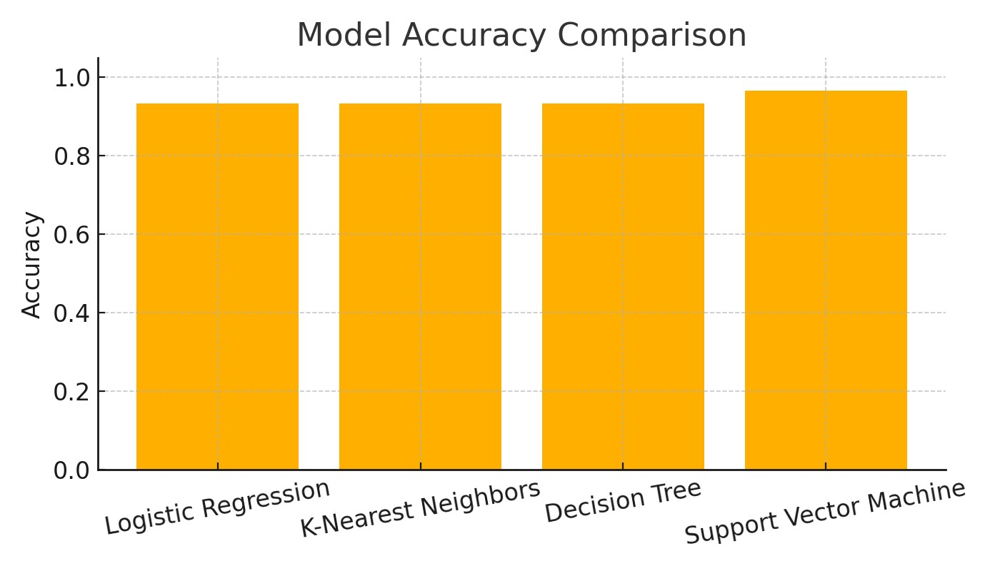 Model Accuracy Comparison
Accuracy
1.0
0.8
0.6
0.4
0.2
0.0
Logistic Regression
K-Nearest Neighbors
Decision Tree
Support Vector Machine